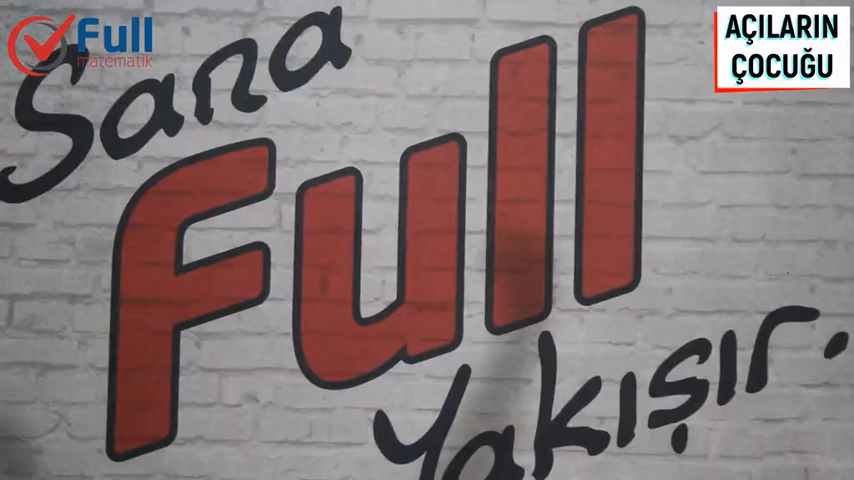 Full
matematik
AÇILARIN
ÇOCUĞU
Sana
Full
Yakışır.